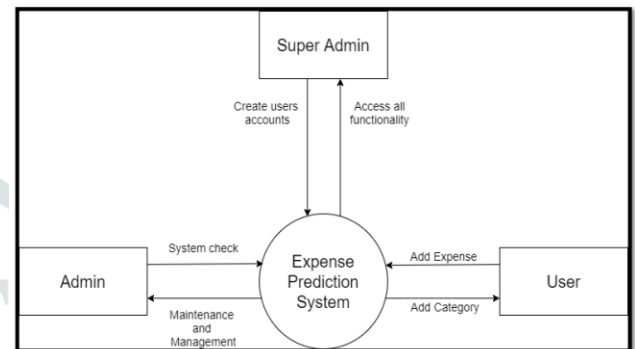 Super Admin
Create users
accounts
Access all
functionality
System check
Admin
Maintenance
and
Management
Expense
Prediction
System
Add Expense
Add Category
User